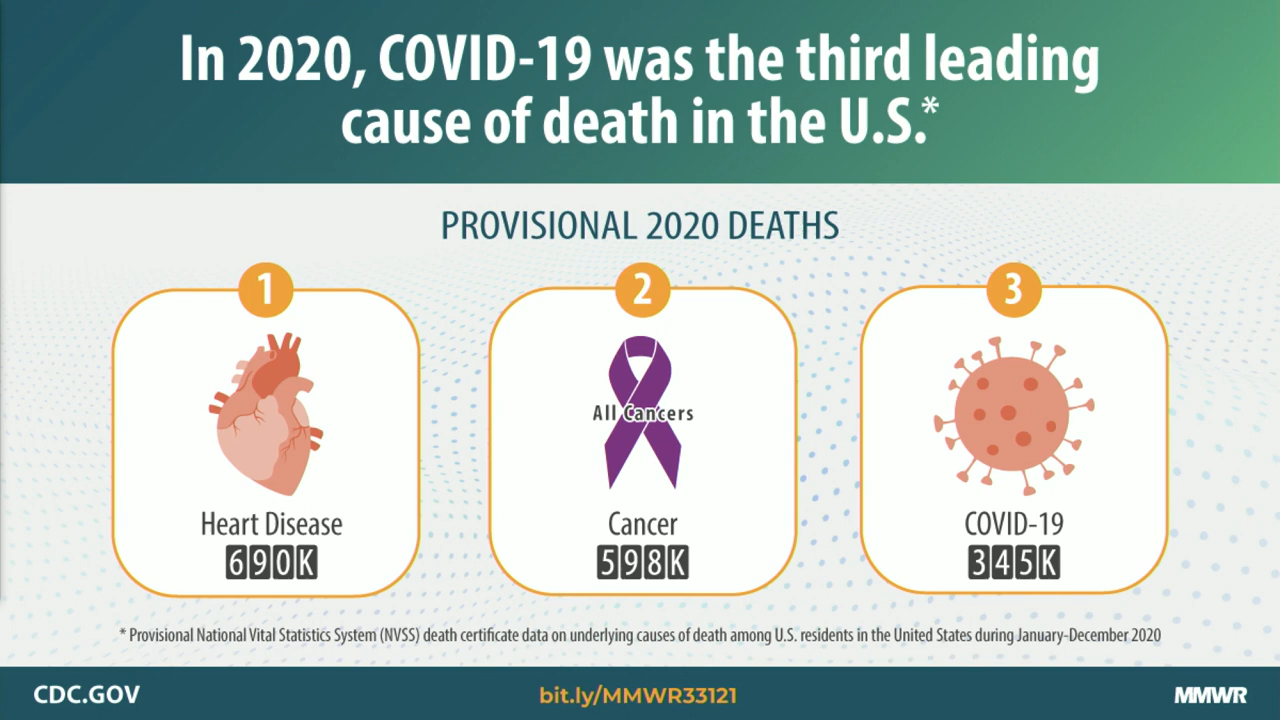 In 2020, COVID-19 was the third leading
cause of death in the U.S.*
PROVISIONAL 2020 DEATHS
1
All Cancers
Heart Disease
690K
2
Cancer
598K
3
COVID-19
345K
* Provisional National Vital Statistics System (NVSS) death certificate data on underlying causes of death among U.S. residents in the United States during January-December 2020
CDC.GOV
bit.ly/MMWR33121
MMWR